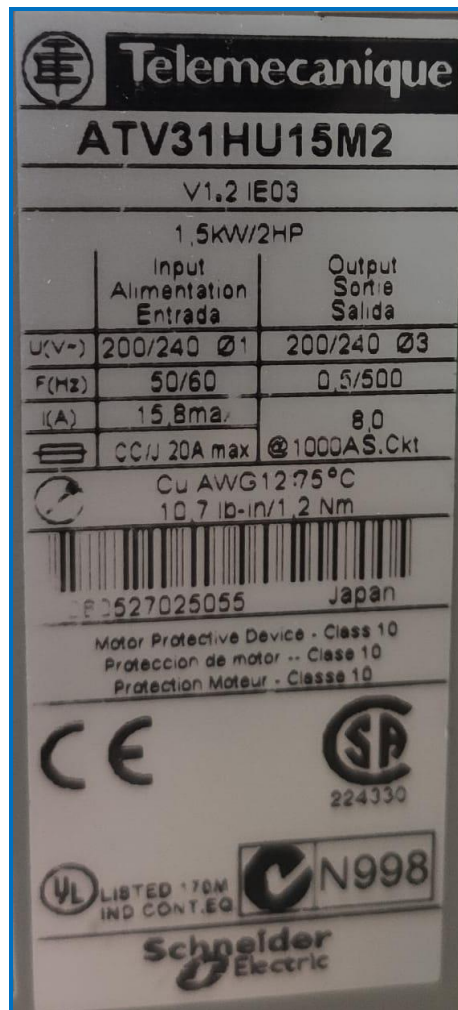 Telemecanique
ATV31HU15M2
V1.2 IE03
1,5KW/2HP
Input Output
Alimentation Sortie
Entrada Salida
U(V~) 200/240 Ø1 200/240 Ø3
F(Hz) 50/60 0,5/500
I(A) 15,8ma. 8,0
CC/J 20A max @1000AS.Ckt
Cu AWG12 75°C
10,7 lb-in/1,2 Nm
527025055 Japan
Motor Protective Device - Class 10
Proteccion de motor -- Clase 10
Protection Moteur - Classe 10
CE SA
224330
UL LISTED 170M N998
IND CONT.EQ
Schneider
Electric